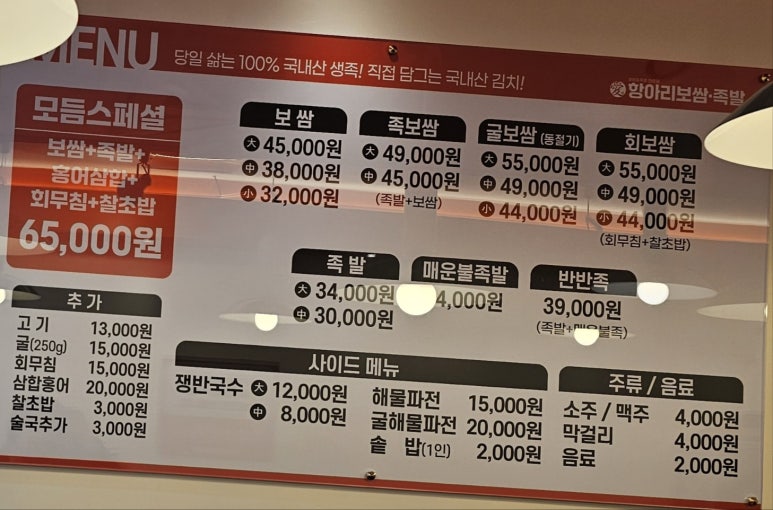 MENU 당일 삶는 100% 국내산 생족! 직접 담그는 국내산 김치!
항아리보쌈·족발
모듬스페셜
보쌈+족발+
홍어삼합+
회무침+찰초밥
65,000원
보 쌈
大 45,000원
中 38,000원
小 32,000원
족보쌈
大 49,000원
中 45,000원
(족발+보쌈)
굴보쌈 (동절기)
大 55,000원
中 49,000원
小 44,000원
회보쌈
大 55,000원
中 49,000원
小 44,000원
(회무침+찰초밥)
족 발
大 34,000원
中 30,000원
매운불족발
4,000원
반반족
39,000원
(족발+매운불족)
추 가
고 기 13,000원
굴(250g) 15,000원
회무침 15,000원
삼합홍어 20,000원
찰초밥 3,000원
술국추가 3,000원
사이드 메뉴
쟁반국수 大 12,000원
中 8,000원
해물파전 15,000원
굴해물파전 20,000원
솥 밥(1인) 2,000원
주류 / 음료
소주 / 맥주 4,000원
막걸리 4,000원
음료 2,000원